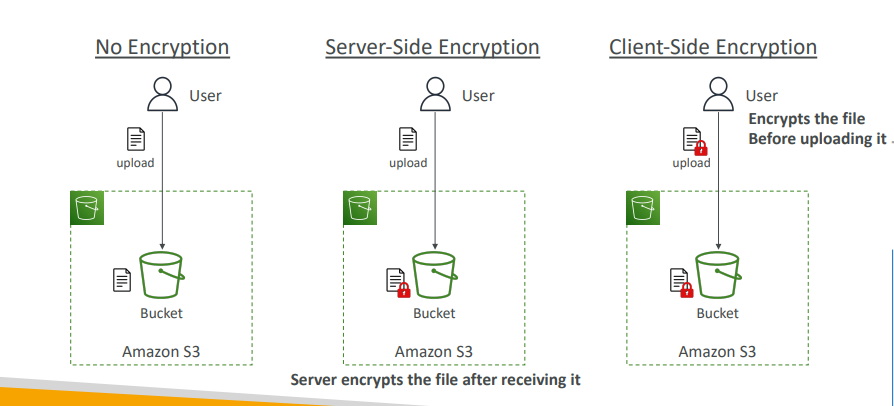 No Encryption
User
upload
Bucket
Amazon S3
Server-Side Encryption
User
upload
Bucket
Amazon S3
Server encrypts the file after receiving it
Client-Side Encryption
User
Encrypts the file
Before uploading it .
upload
Bucket
Amazon S3